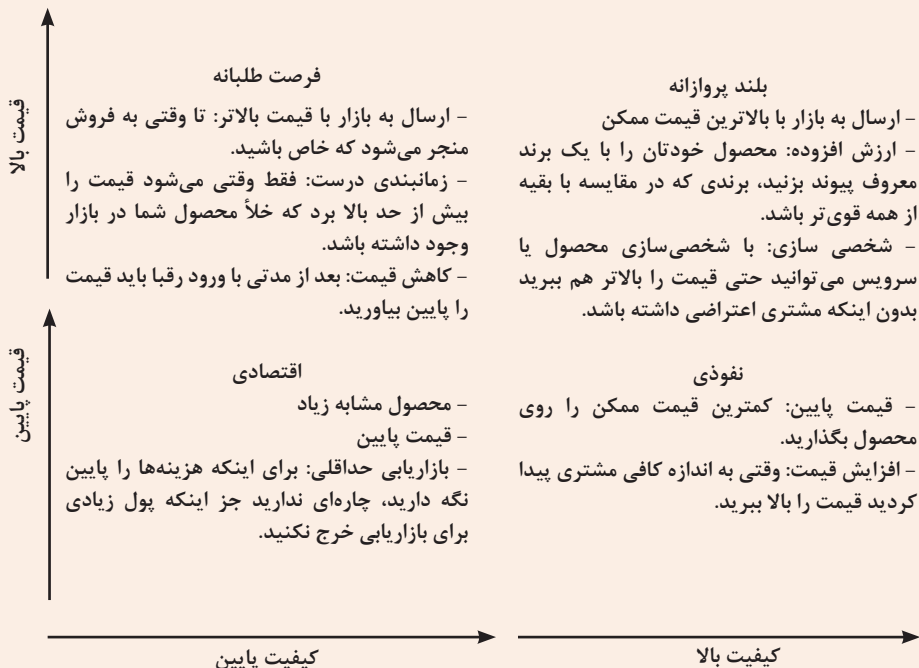 قیمت بالا
بلند پروازانه
- ارسال به بازار با بالاترین قیمت ممکن
- ارزش افزوده: محصول خودتان را با یک برند
معروف پیوند بزنید، برندی که در مقایسه با بقیه
از همه قوی‌تر باشد.
- شخصی سازی: با شخصی‌سازی محصول یا
سرویس می‌توانید حتی قیمت را بالاتر هم ببرید
بدون اینکه مشتری اعتراضی داشته باشد.
فرصت طلبانه
- ارسال به بازار با قیمت بالاتر: تا وقتی به فروش
منجر می‌شود که خاص باشید.
- زمانبندی درست: فقط وقتی می‌شود قیمت را
بیش از حد بالا برد که خلأ محصول شما در بازار
وجود داشته باشد.
- کاهش قیمت: بعد از مدتی با ورود رقبا باید قیمت
را پایین بیاورید.
قیمت پایین
نفوذی
- قیمت پایین: کمترین قیمت ممکن را روی
محصول بگذارید.
- افزایش قیمت: وقتی به اندازه کافی مشتری پیدا
کردید قیمت را بالا ببرید.
اقتصادی
- محصول مشابه زیاد
- قیمت پایین
- بازاریابی حداقلی: برای اینکه هزینه‌ها را پایین
نگه دارید، چاره‌ای ندارید جز اینکه پول زیادی
برای بازاریابی خرج نکنید.
کیفیت بالا
کیفیت پایین